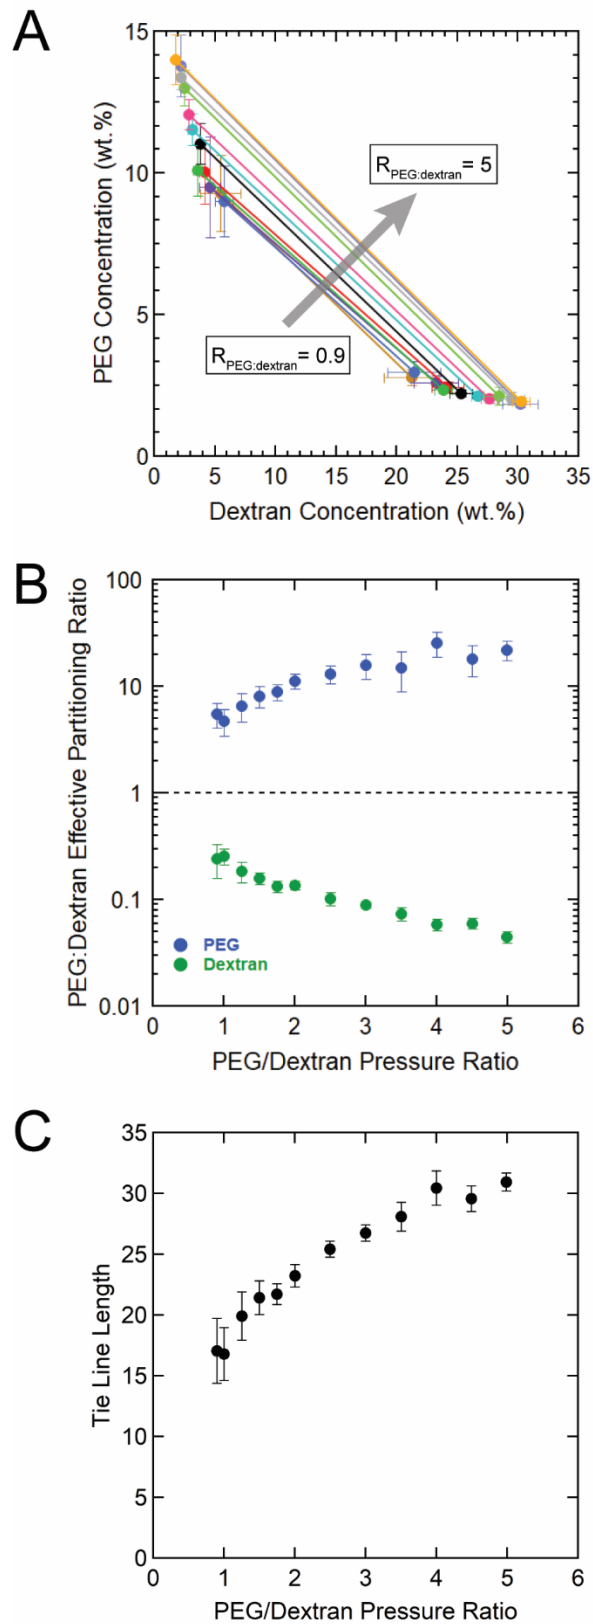 A
15
10
5
0
PEG Concentration (wt.%)
R_PEG:dextran = 5
R_PEG:dextran = 0.9
0 5 10 15 20 25 30 35
Dextran Concentration (wt.%)
B
100
10
1
0.1
0.01
PEG:Dextran Effective Partitioning Ratio
PEG
Dextran
0 1 2 3 4 5 6
PEG/Dextran Pressure Ratio
C
35
30
25
20
15
10
5
0
Tie Line Length
0 1 2 3 4 5 6
PEG/Dextran Pressure Ratio